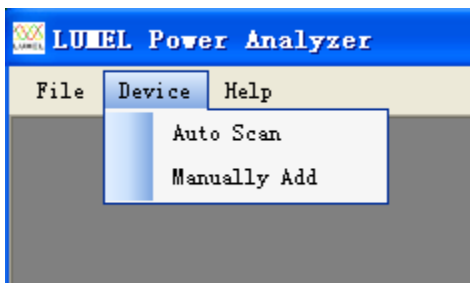 LUMEL Power Analyzer
File Device Help
Auto Scan
Manually Add